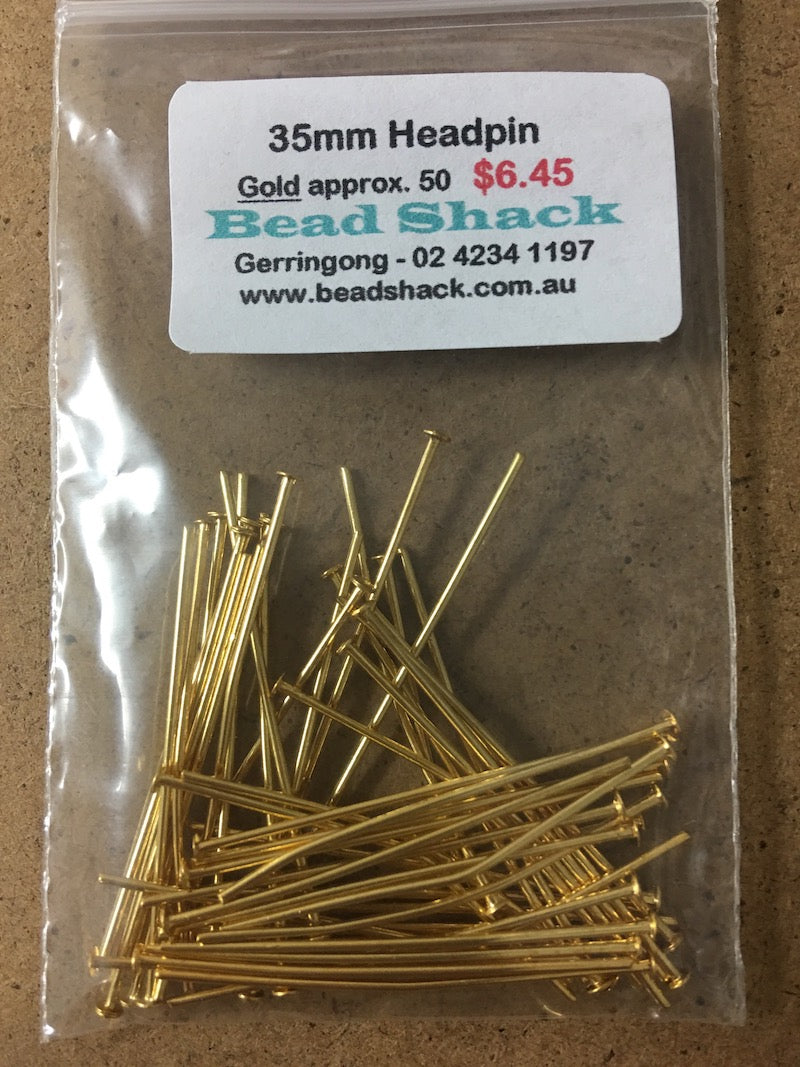 35mm Headpin
Gold approx. 50 $6.45
Bead Shack
Gerringong - 02 4234 1197
www.beadshack.com.au